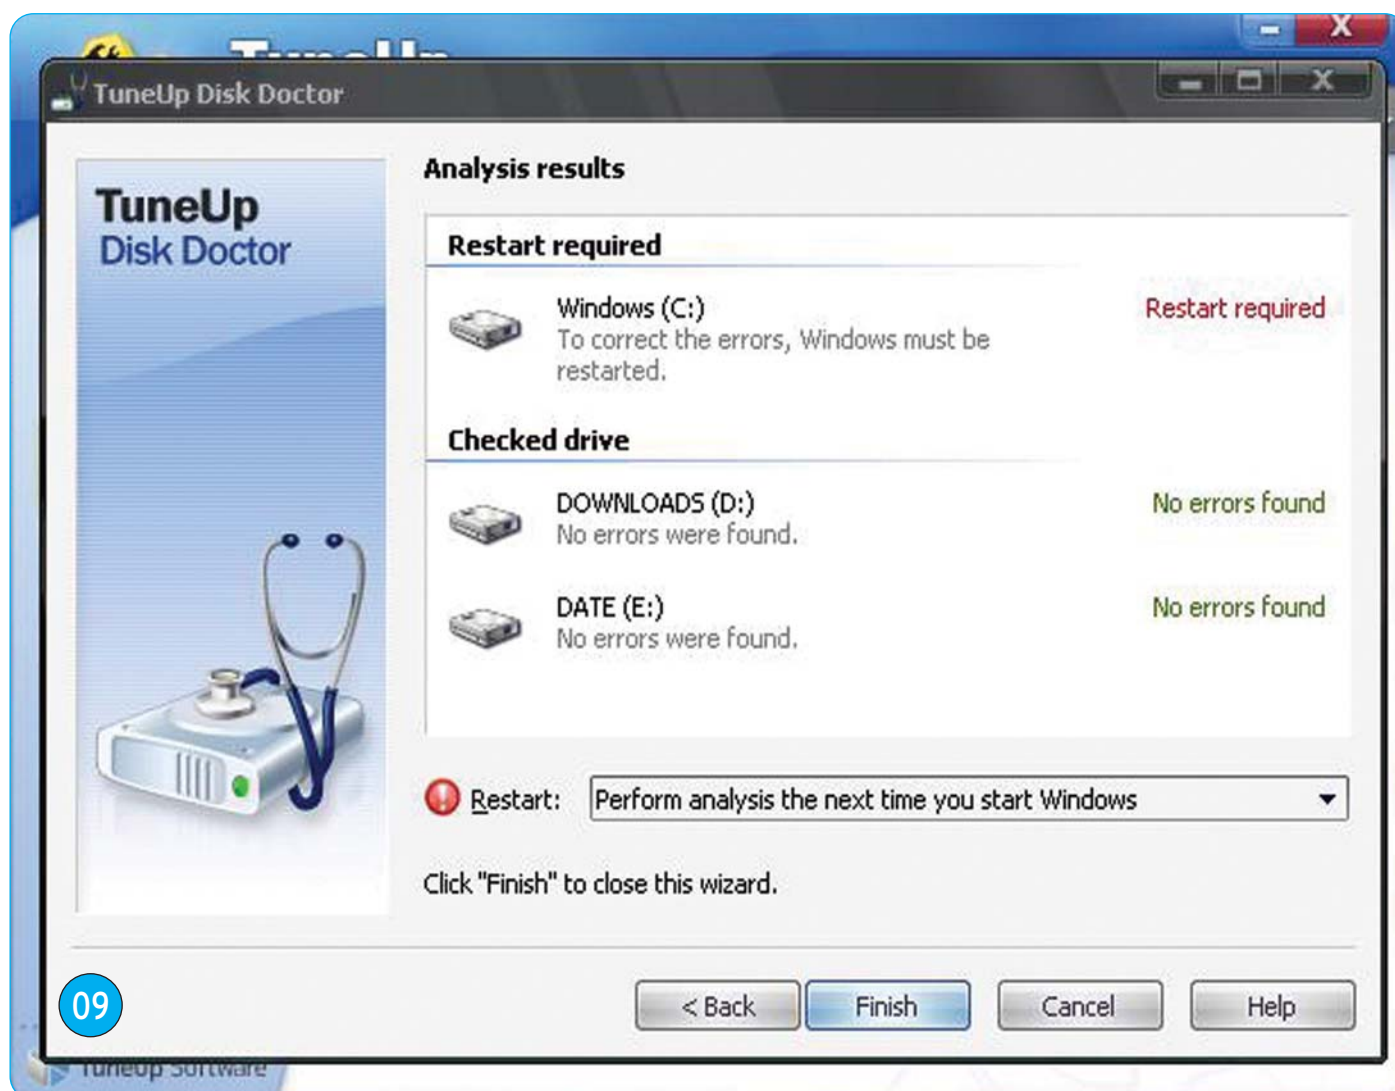 TuneUp
TuneUp Disk Doctor
X
X
TuneUp
Disk Doctor
Analysis results
Restart required
Windows (C:)
Restart required
To correct the errors, Windows must be
restarted.
Checked drive
DOWNLOADS (D:)
No errors found
No errors were found.
DATE (E:)
No errors found
No errors were found.
Restart:
Perform analysis the next time you start Windows
Click "Finish" to close this wizard.
09
< Back
Finish
Cancel
Help
TuneUp Software